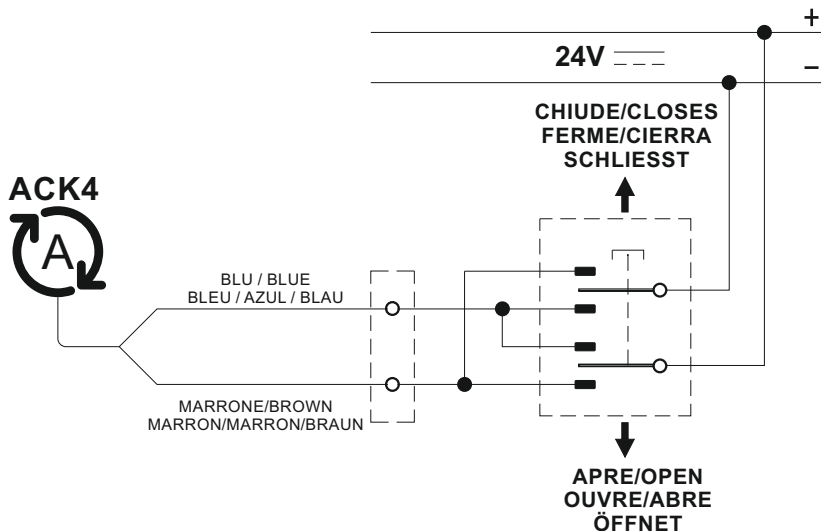 +
24V
–
CHIUDE/CLOSES
FERME/CIERRA
SCHLIESST
ACK4
A
BLU / BLUE
BLEU / AZUL / BLAU
MARRONE/BROWN
MARRON/MARRON/BRAUN
APRE/OPEN
OUVRE/ABRE
ÖFFNET